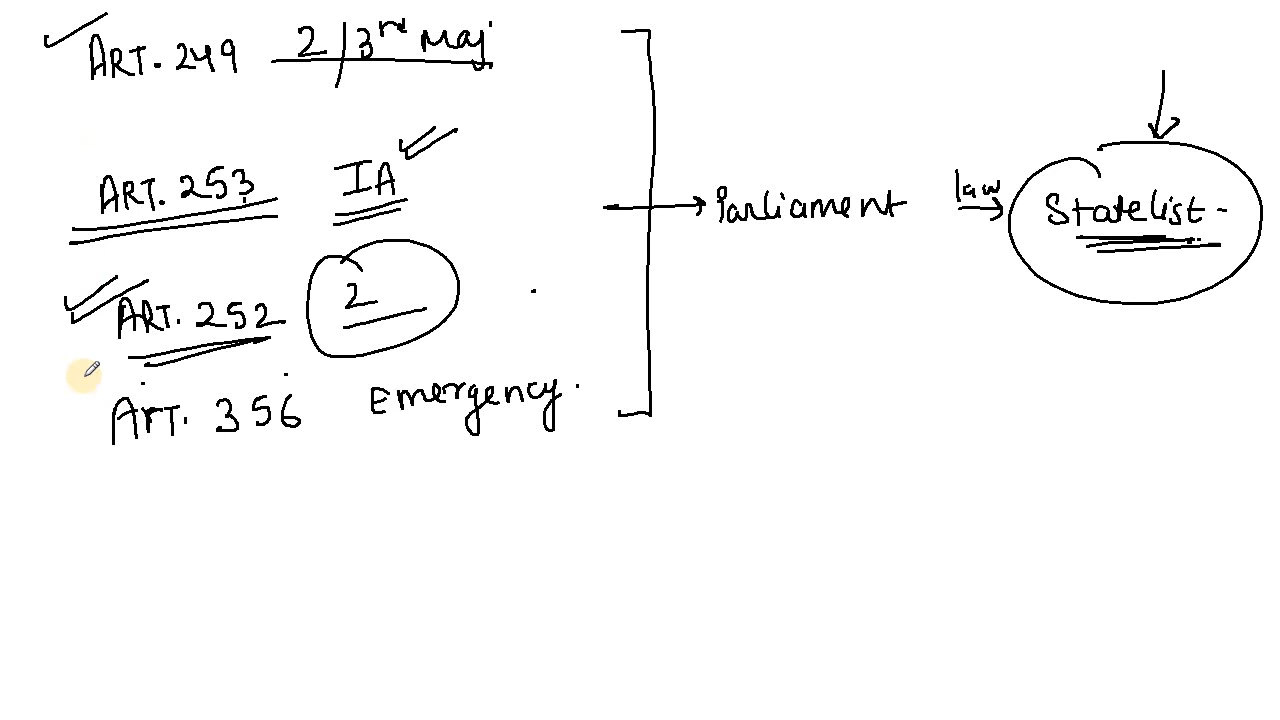 ART. 249 2/3rd Maj
ART. 253 IA
Parliament law Statelist -
ART. 252 2
ArT. 356 Emergency.